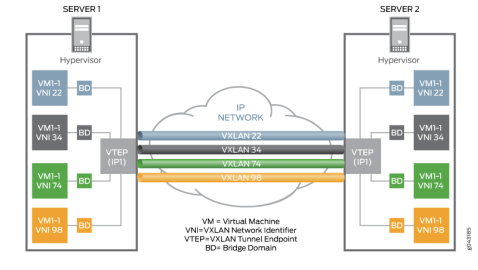 SERVER 1
SERVER 2
Hypervisor
Hypervisor
VM1-1
VNI 22
BD
VM1-1
VNI 34
BD
VM1-1
VNI 74
BD
VM1-1
VNI 98
BD
VTEP
(IP1)
IP
NETWORK
VXLAN 22
VXLAN 34
VXLAN 74
VXLAN 98
VTEP
(IP1)
BD
VM1-1
VNI 22
BD
VM1-1
VNI 34
BD
VM1-1
VNI 74
BD
VM1-1
VNI 98
VM = Virtual Machine
VNI=VXLAN Network Identifier
VTEP=VXLAN Tunnel Endpoint
BD= Bridge Domain
g043185